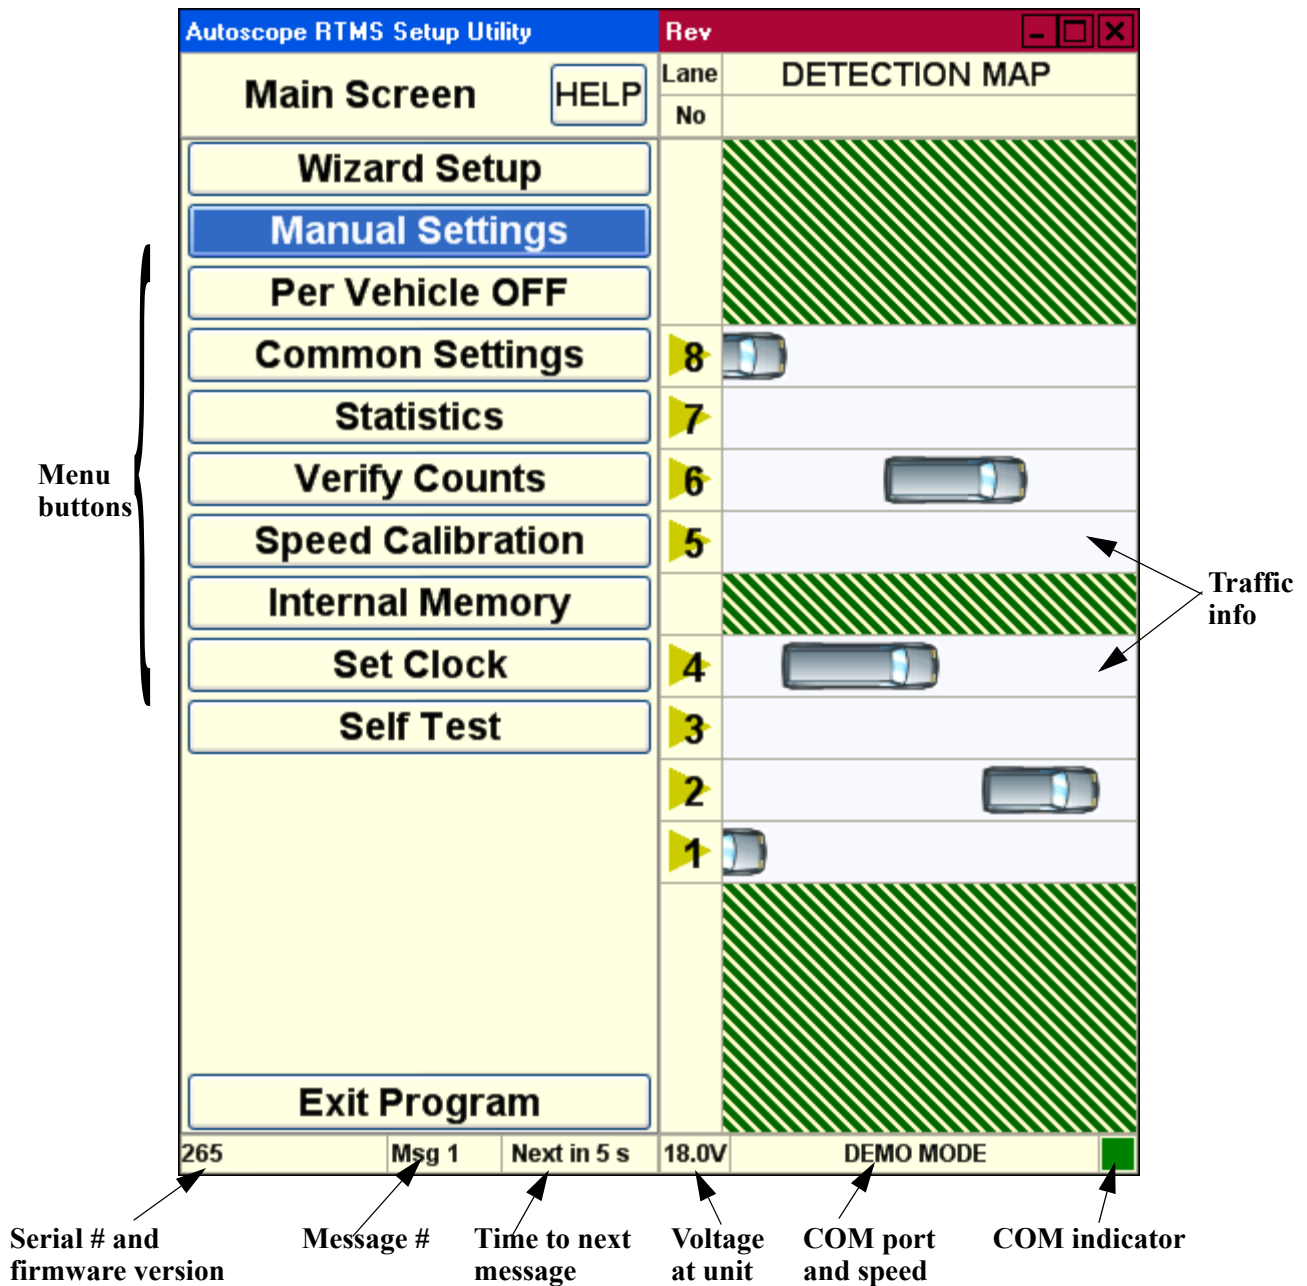 Autoscope RTMS Setup Utility Rev
Main Screen HELP
Lane DETECTION MAP
No
Wizard Setup
Manual Settings
Per Vehicle OFF
Common Settings
Statistics
Verify Counts
Speed Calibration
Internal Memory
Set Clock
Self Test
Exit Program
8
7
6
5
4
3
2
1
Menu
buttons
Traffic
info
265 Msg 1 Next in 5 s 18.0V DEMO MODE
Serial # and
firmware version
Message #
Time to next
message
Voltage
at unit
COM port
and speed
COM indicator